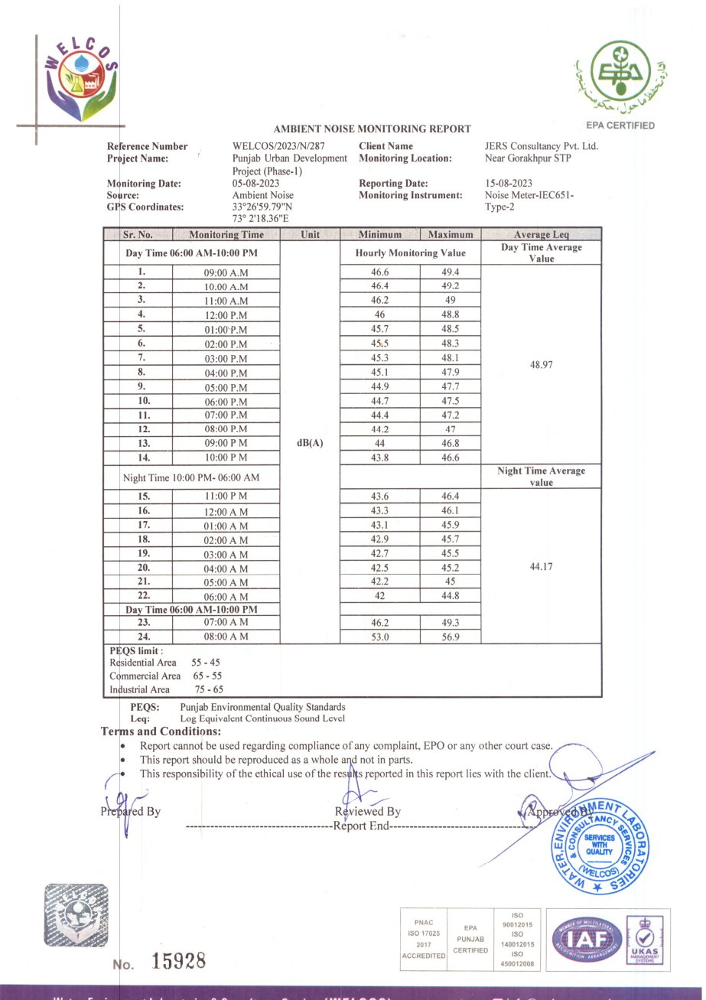 WELCOS
ادارہ تحفظ ماحول، حکومت پنجاب
EPA
EPA CERTIFIED
AMBIENT NOISE MONITORING REPORT
Reference Number WELCOS/2023/N/287 Client Name JERS Consultancy Pvt. Ltd.
Project Name: Punjab Urban Development Monitoring Location: Near Gorakhpur STP
Project (Phase-1)
Monitoring Date: 05-08-2023 Reporting Date: 15-08-2023
Source: Ambient Noise Monitoring Instrument: Noise Meter-IEC651-
GPS Coordinates: 33°26'59.79"N Type-2
73° 2'18.36"E
Sr. No. Monitoring Time Unit Minimum Maximum Average Leq
Day Time 06:00 AM-10:00 PM Hourly Monitoring Value Day Time Average
Value
1. 09:00 A.M 46.6 49.4
2. 10:00 A.M 46.4 49.2
3. 11:00 A.M 46.2 49
4. 12:00 P.M 46 48.8
5. 01:00 P.M 45.7 48.5
6. 02:00 P.M 45.5 48.3
7. 03:00 P.M 45.3 48.1
48.97
8. 04:00 P.M 45.1 47.9
9. 05:00 P.M 44.9 47.7
10. 06:00 P.M 44.7 47.5
11. 07:00 P.M 44.4 47.2
12. 08:00 P.M 44.2 47
13. 09:00 P M dB(A) 44 46.8
14. 10:00 P M 43.8 46.6
Night Time 10:00 PM- 06:00 AM Night Time Average
value
15. 11:00 P M 43.6 46.4
16. 12:00 A M 43.3 46.1
17. 01:00 A M 43.1 45.9
18. 02:00 A M 42.9 45.7
19. 03:00 A M 42.7 45.5
20. 04:00 A M 42.5 45.2 44.17
21. 05:00 A M 42.2 45
22. 06:00 A M 42 44.8
Day Time 06:00 AM-10:00 PM
23. 07:00 A M 46.2 49.3
24. 08:00 A M 53.0 56.9
PEQS limit :
Residential Area 55 - 45
Commercial Area 65 - 55
Industrial Area 75 - 65
PEQS: Punjab Environmental Quality Standards
Leq: Log Equivalent Continuous Sound Level
Terms and Conditions:
• Report cannot be used regarding compliance of any complaint, EPO or any other court case.
• This report should be reproduced as a whole and not in parts.
• This responsibility of the ethical use of the results reported in this report lies with the client.
Prepared By Reviewed By Approved By
--------------------------------Report End--------------------------------
WATER, ENVIRONMENT LABORATORIES
& CONSULTANCY SERVICES
SERVICES
WITH
QUALITY
(WELCOS)
WELCOS
No. 15928
PNAC
ISO 17025
2017
ACCREDITED
EPA
PUNJAB
CERTIFIED
ISO
90012015
ISO
140012015
ISO
450012008
MEMBER OF MULTILATERAL
IAF
RECOGNITION ARRANGEMENT
UKAS
MANAGEMENT
SYSTEMS